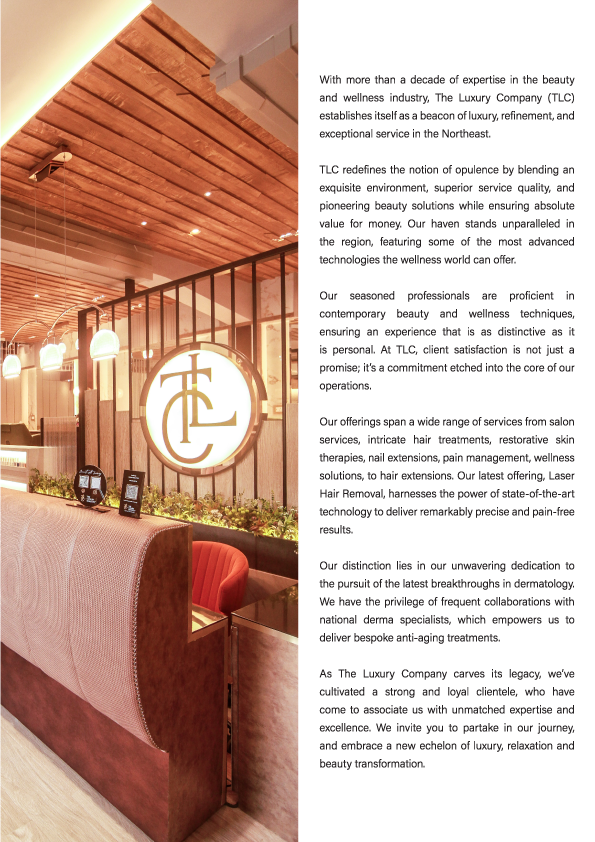 TLC
With more than a decade of expertise in the beauty
and wellness industry, The Luxury Company (TLC)
establishes itself as a beacon of luxury, refinement, and
exceptional service in the Northeast.
TLC redefines the notion of opulence by blending an
exquisite environment, superior service quality, and
pioneering beauty solutions while ensuring absolute
value for money. Our haven stands unparalleled in
the region, featuring some of the most advanced
technologies the wellness world can offer.
Our seasoned professionals are proficient in
contemporary beauty and wellness techniques,
ensuring an experience that is as distinctive as it
is personal. At TLC, client satisfaction is not just a
promise; it's a commitment etched into the core of our
operations.
Our offerings span a wide range of services from salon
services, intricate hair treatments, restorative skin
therapies, nail extensions, pain management, wellness
solutions, to hair extensions. Our latest offering, Laser
Hair Removal, harnesses the power of state-of-the-art
technology to deliver remarkably precise and pain-free
results.
Our distinction lies in our unwavering dedication to
the pursuit of the latest breakthroughs in dermatology.
We have the privilege of frequent collaborations with
national derma specialists, which empowers us to
deliver bespoke anti-aging treatments.
As The Luxury Company carves its legacy, we've
cultivated a strong and loyal clientele, who have
come to associate us with unmatched expertise and
excellence. We invite you to partake in our journey,
and embrace a new echelon of luxury, relaxation and
beauty transformation.